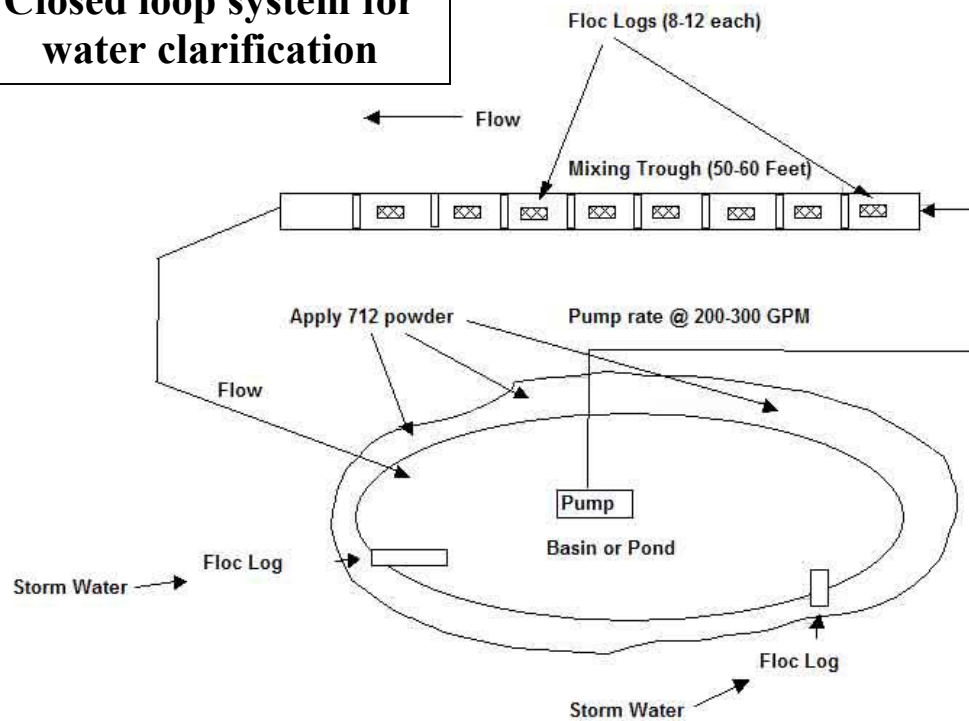 Closed loop system for
water clarification
Floc Logs (8-12 each)
Flow
Mixing Trough (50-60 Feet)
Apply 712 powder
Pump rate @ 200-300 GPM
Flow
Pump
Basin or Pond
Floc Log
Storm Water
Floc Log
Storm Water